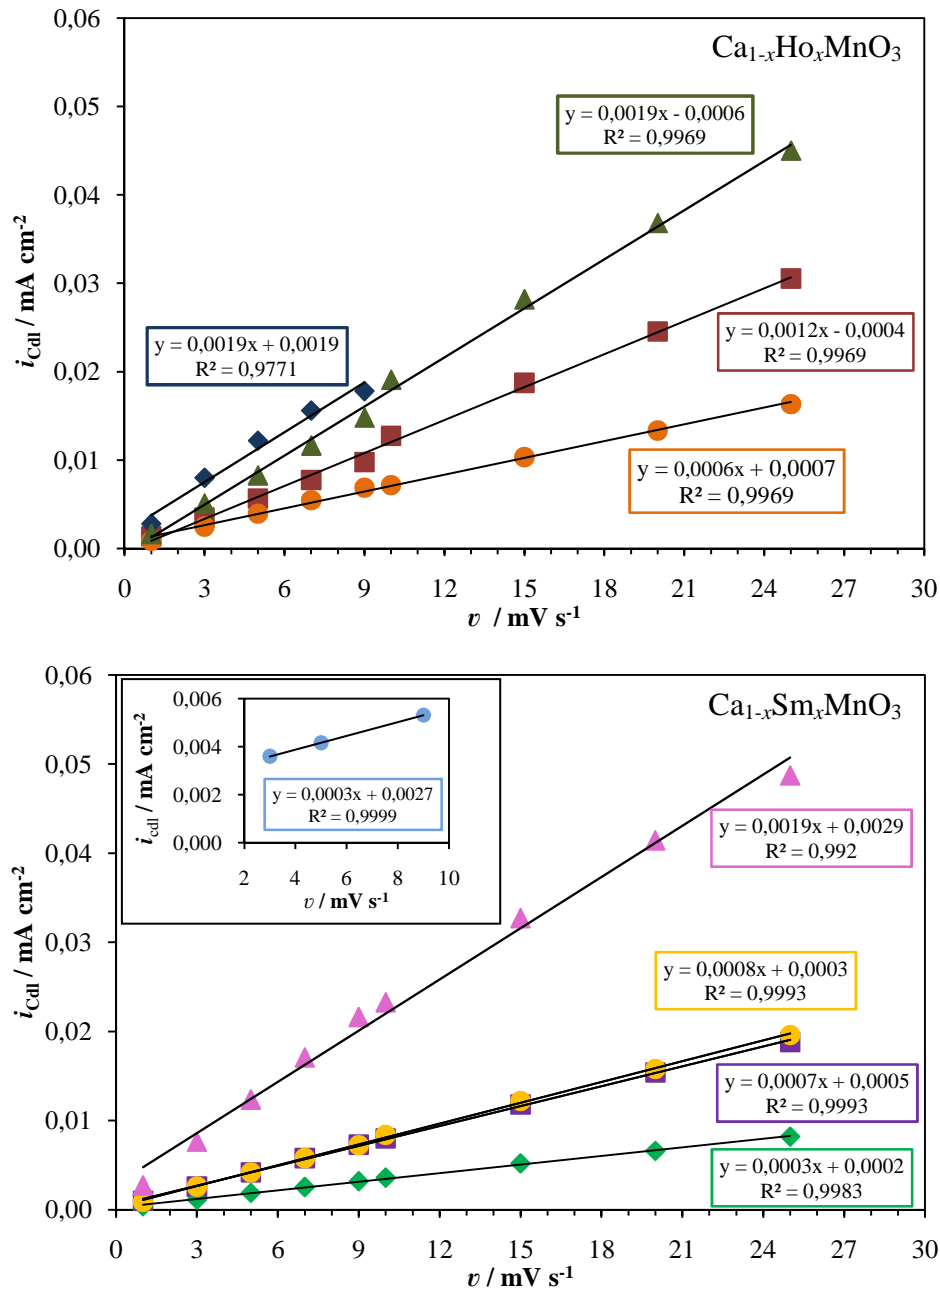 0,06
0,05
0,04
0,03
0,02
0,01
0,00
i_Cdl / mA cm⁻²
Ca₁₋ₓHoₓMnO₃
y = 0,0019x - 0,0006
R² = 0,9969
y = 0,0019x + 0,0019
R² = 0,9771
y = 0,0012x - 0,0004
R² = 0,9969
y = 0,0006x + 0,0007
R² = 0,9969
0 3 6 9 12 15 18 21 24 27 30
v / mV s⁻¹
0,06
0,05
0,04
0,03
0,02
0,01
0,00
i_Cdl / mA cm⁻²
Ca₁₋ₓSmₓMnO₃
0,006
0,004
0,002
0,000
i_cdl / mA cm⁻²
y = 0,0003x + 0,0027
R² = 0,9999
2 4 6 8 10
v / mV s⁻¹
y = 0,0019x + 0,0029
R² = 0,992
y = 0,0008x + 0,0003
R² = 0,9993
y = 0,0007x + 0,0005
R² = 0,9993
y = 0,0003x + 0,0002
R² = 0,9983
0 3 6 9 12 15 18 21 24 27 30
v / mV s⁻¹